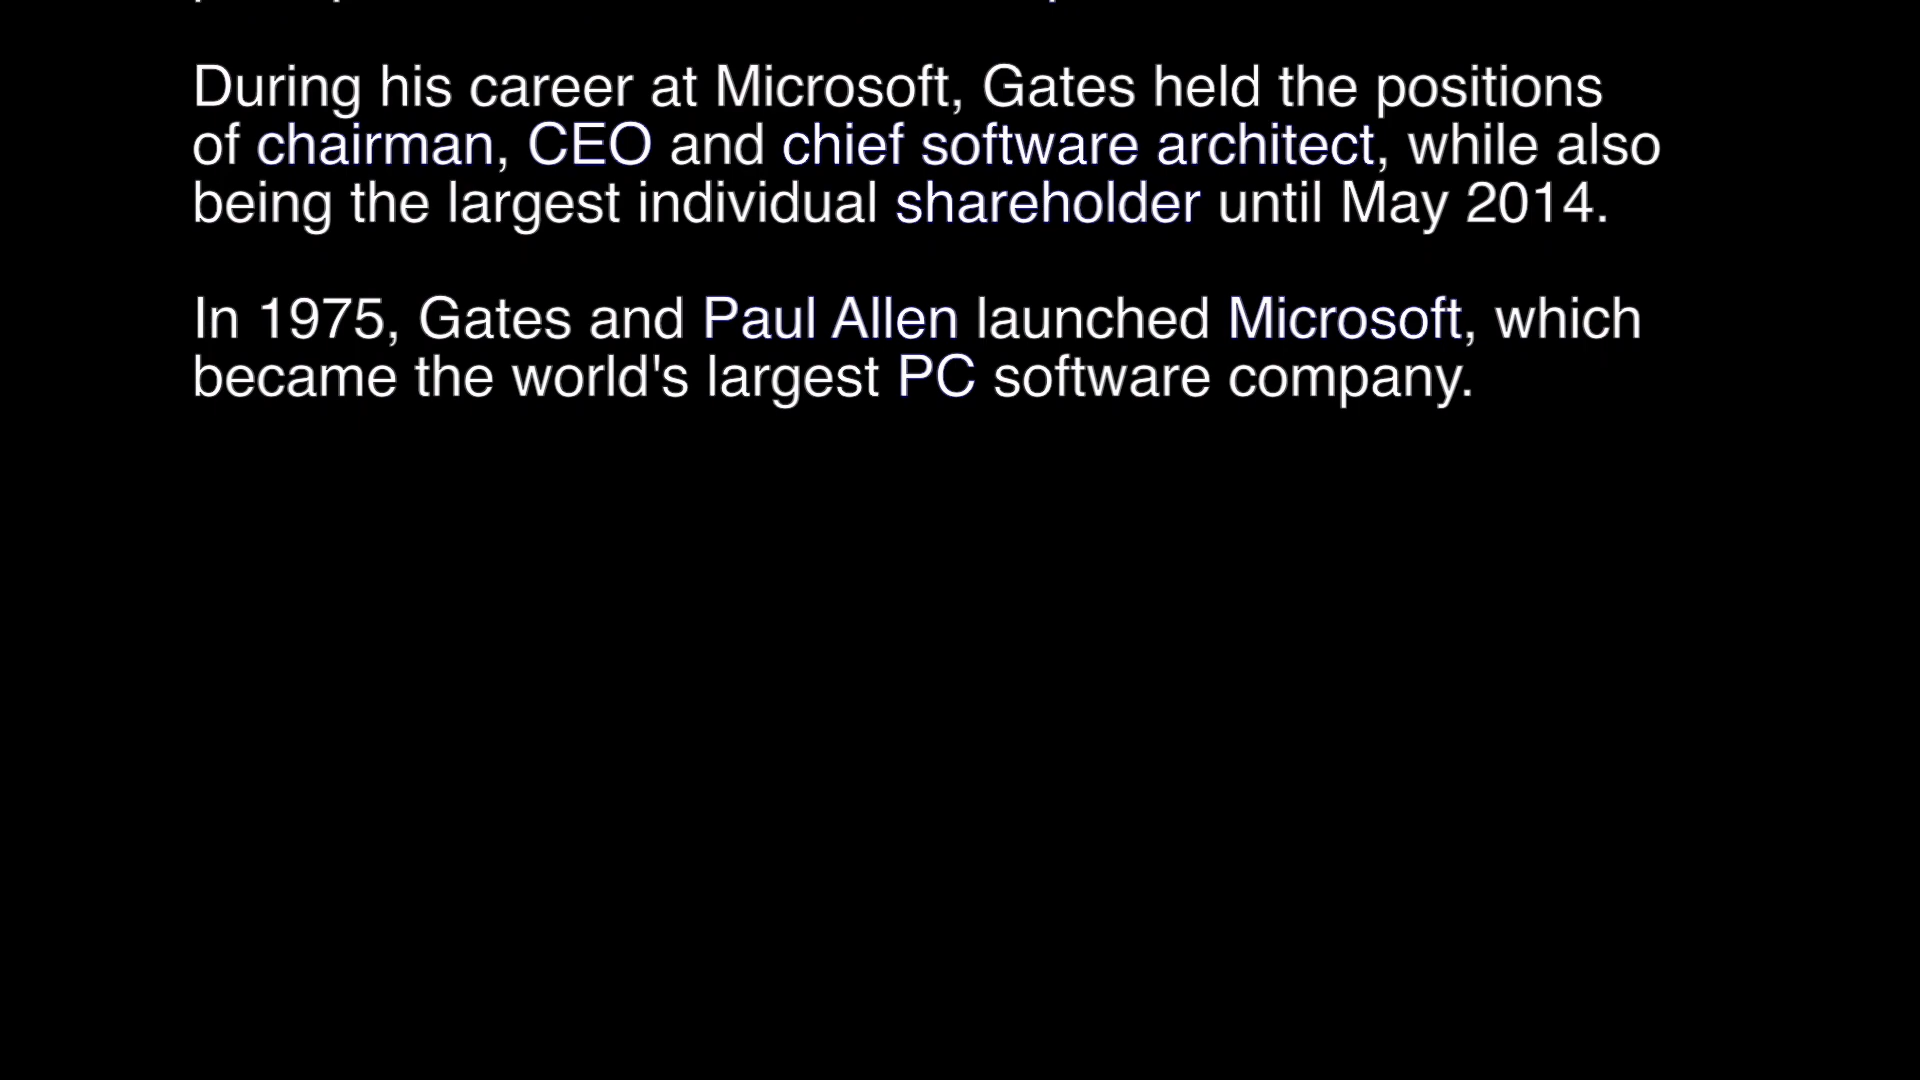 During his career at Microsoft, Gates held the positions
of chairman, CEO and chief software architect, while also
being the largest individual shareholder until May 2014.
In 1975, Gates and Paul Allen launched Microsoft, which
became the world's largest PC software company.